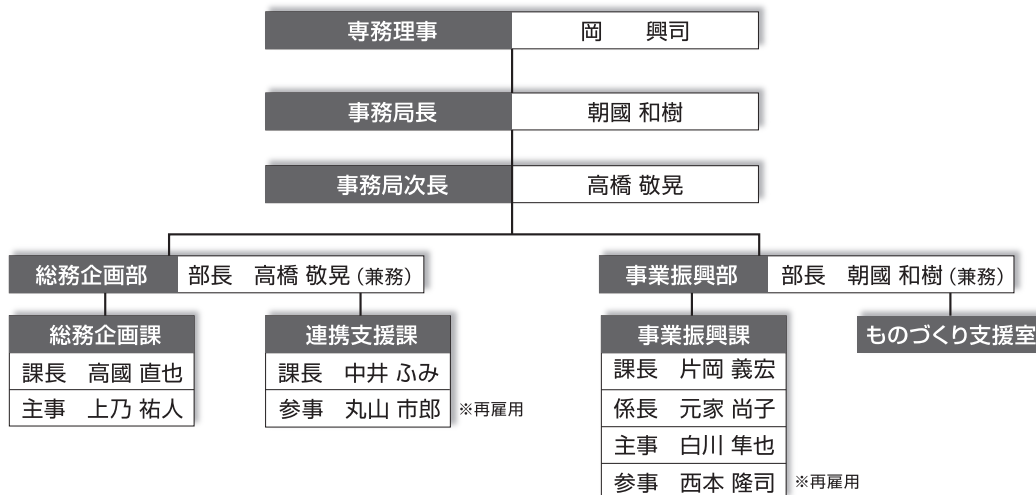 専務理事 岡 興司
事務局長 朝國 和樹
事務局次長 高橋 敬晃
総務企画部 部長 高橋 敬晃（兼務）
事業振興部 部長 朝國 和樹（兼務）
総務企画課
課長 高國 直也
主事 上乃 祐人
連携支援課
課長 中井 ふみ
参事 丸山 市郎 ※再雇用
事業振興課
課長 片岡 義宏
係長 元家 尚子
主事 白川 隼也
参事 西本 隆司 ※再雇用
ものづくり支援室